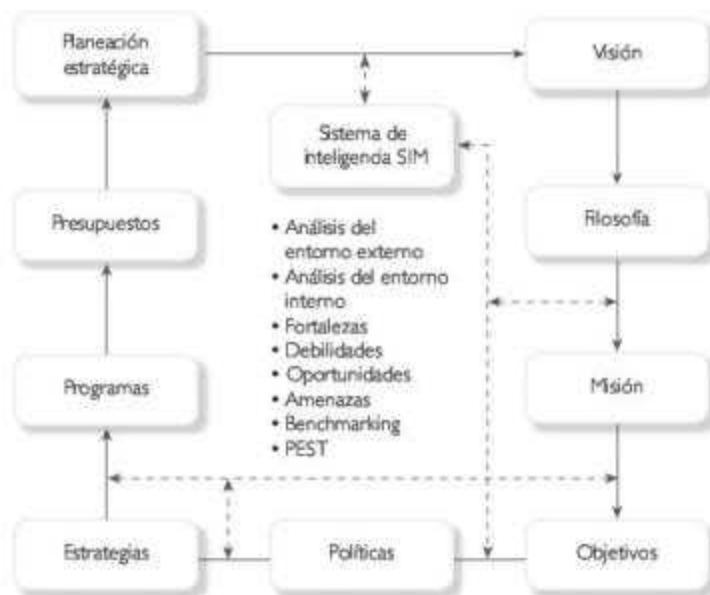 Planeación
estratégica
Visión
Sistema de
inteligencia SIM
Presupuestos
Filosofía
• Análisis del
entorno externo
• Análisis del entorno
interno
• Fortalezas
• Debilidades
• Oportunidades
• Amenazas
• Benchmarking
• PEST
Programas
Misión
Estrategias
Políticas
Objetivos